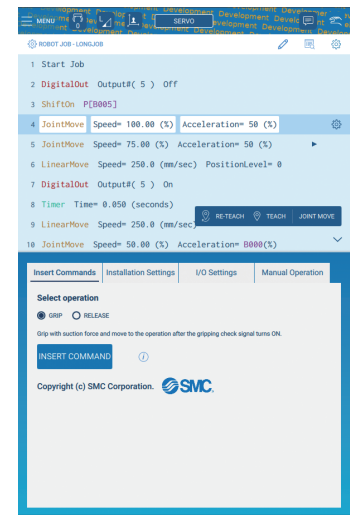 MENU
0
SERVO
ROBOT JOB - LONGJOB
1 Start Job
2 DigitalOut Output#( 5 ) Off
3 ShiftOn P[B005]
4 JointMove Speed= 100.00 (%) Acceleration= 50 (%)
5 JointMove Speed= 75.00 (%) Acceleration= 50 (%)
6 LinearMove Speed= 250.0 (mm/sec) PositionLevel= 0
7 DigitalOut Output#( 5 ) On
8 Timer Time= 0.050 (seconds)
9 LinearMove Speed= 250.0 (mm/sec)
RE-TEACH TEACH JOINT MOVE
10 JointMove Speed= 50.00 (%) Acceleration= B000(%)
Insert Commands Installation Settings I/O Settings Manual Operation
Select operation
GRIP RELEASE
Grip with suction force and move to the operation after the gripping check signal turns ON.
INSERT COMMAND
Copyright (c) SMC Corporation. SMC.